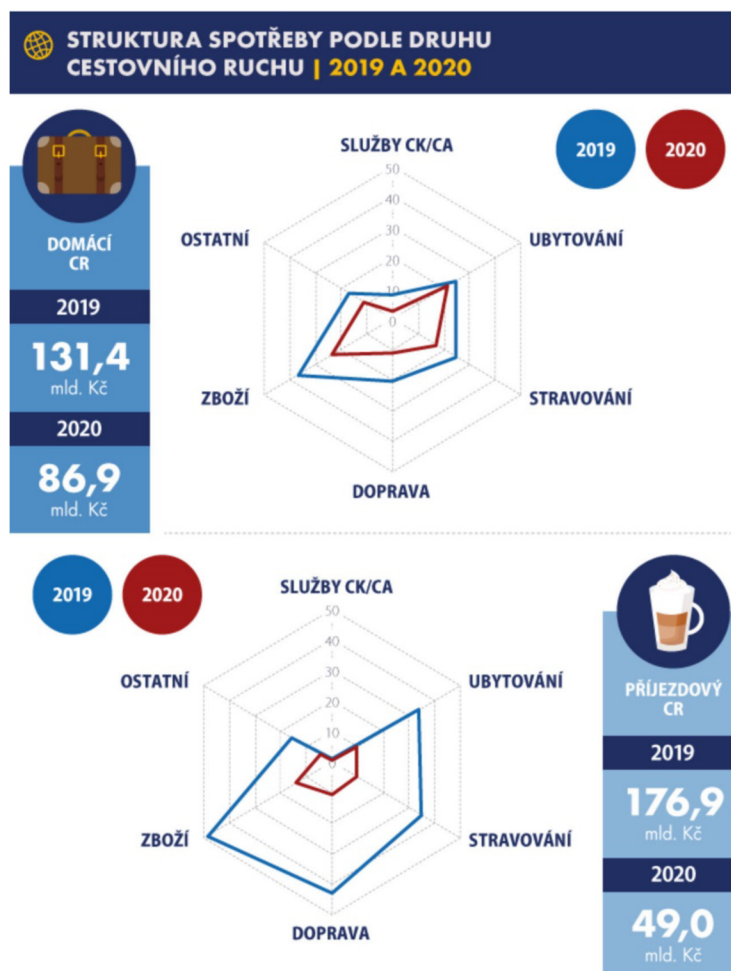 STRUKTURA SPOTŘEBY PODLE DRUHU
CESTOVNÍHO RUCHU | 2019 A 2020
DOMÁCÍ
CR
2019
131,4
mld. Kč
2020
86,9
mld. Kč
2019
2020
SLUŽBY CK/CA
UBYTOVÁNÍ
STRAVOVÁNÍ
DOPRAVA
ZBOŽÍ
OSTATNÍ
50
40
30
20
10
0
2019
2020
SLUŽBY CK/CA
UBYTOVÁNÍ
STRAVOVÁNÍ
DOPRAVA
ZBOŽÍ
OSTATNÍ
50
40
30
20
10
0
PŘÍJEZDOVÝ
CR
2019
176,9
mld. Kč
2020
49,0
mld. Kč